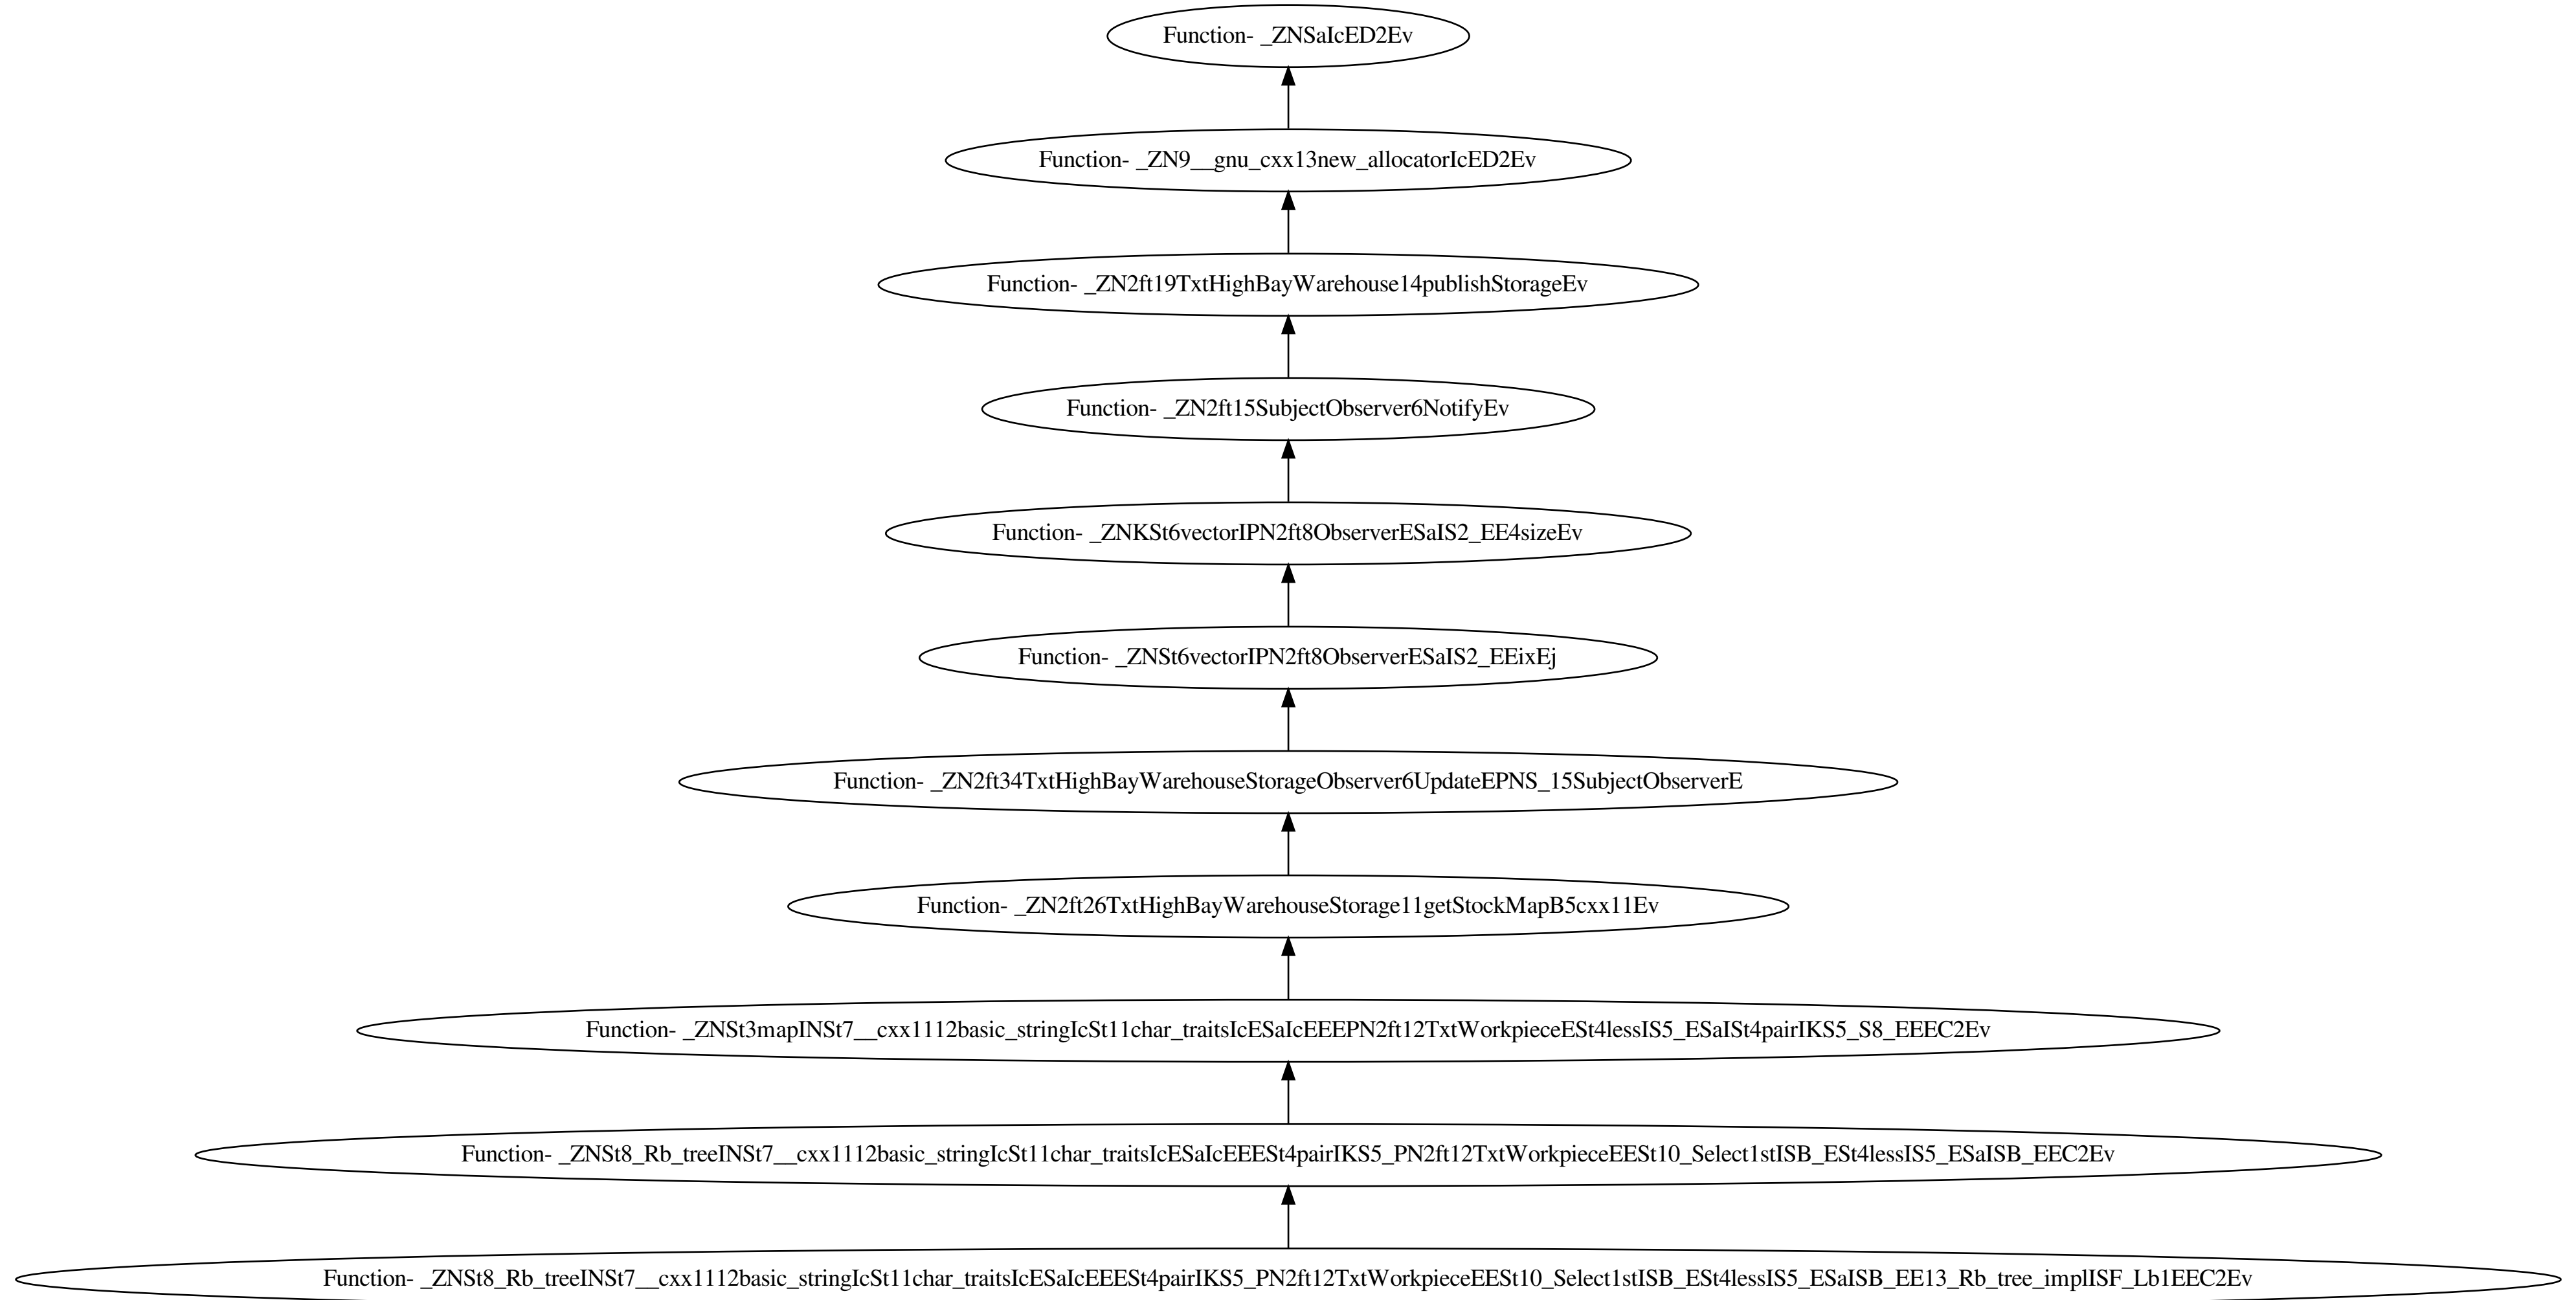 Function- _ZNSaIcED2Ev
Function- _ZN9__gnu_cxx13new_allocatorIcED2Ev
Function- _ZN2ft19TxtHighBayWarehouse14publishStorageEv
Function- _ZN2ft15SubjectObserver6NotifyEv
Function- _ZNKSt6vectorIPN2ft8ObserverESaIS2_EE4sizeEv
Function- _ZNSt6vectorIPN2ft8ObserverESaIS2_EEixEj
Function- _ZN2ft34TxtHighBayWarehouseStorageObserver6UpdateEPNS_15SubjectObserverE
Function- _ZN2ft26TxtHighBayWarehouseStorage11getStockMapB5cxx11Ev
Function- _ZNSt3mapINSt7__cxx1112basic_stringIcSt11char_traitsIcESaIcEEEPN2ft12TxtWorkpieceESt4lessIS5_ESaISt4pairIKS5_S8_EEEC2Ev
Function- _ZNSt8_Rb_treeINSt7__cxx1112basic_stringIcSt11char_traitsIcESaIcEEESt4pairIKS5_PN2ft12TxtWorkpieceEESt10_Select1stISB_ESt4lessIS5_ESaISB_EEC2Ev
Function- _ZNSt8_Rb_treeINSt7__cxx1112basic_stringIcSt11char_traitsIcESaIcEEESt4pairIKS5_PN2ft12TxtWorkpieceEESt10_Select1stISB_ESt4lessIS5_ESaISB_EE13_Rb_tree_implISF_Lb1EEC2Ev